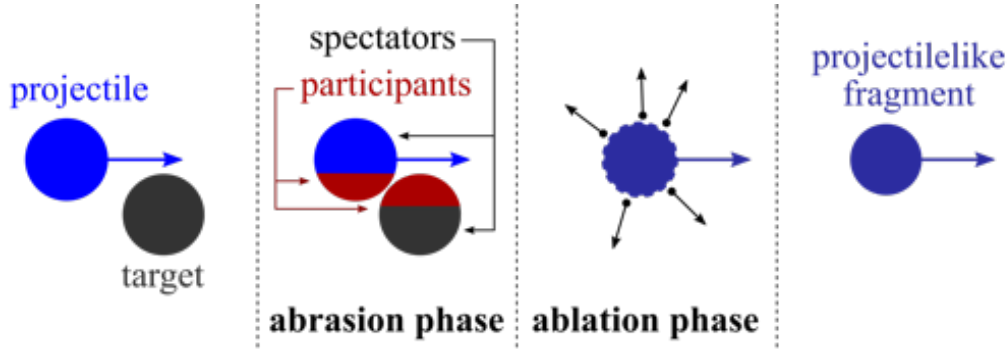 projectile
target
spectators
participants
abrasion phase
ablation phase
projectilelike
fragment